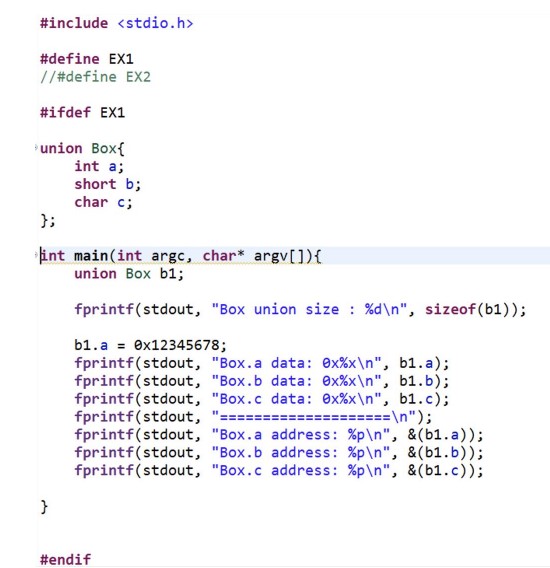 #include <stdio.h>
#define EX1
//#define EX2
#ifdef EX1
union Box{
int a;
short b;
char c;
};
int main(int argc, char* argv[]){
union Box b1;
fprintf(stdout, "Box union size : %d\n", sizeof(b1));
b1.a = 0x12345678;
fprintf(stdout, "Box.a data: 0x%x\n", b1.a);
fprintf(stdout, "Box.b data: 0x%x\n", b1.b);
fprintf(stdout, "Box.c data: 0x%x\n", b1.c);
fprintf(stdout, "====================\n");
fprintf(stdout, "Box.a address: %p\n", &(b1.a));
fprintf(stdout, "Box.b address: %p\n", &(b1.b));
fprintf(stdout, "Box.c address: %p\n", &(b1.c));
}
#endif